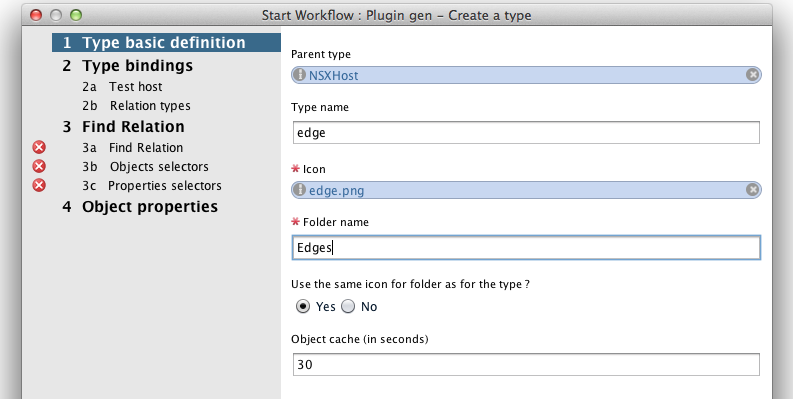 Start Workflow : Plugin gen - Create a type
1 Type basic definition
2 Type bindings
2a Test host
2b Relation types
3 Find Relation
3a Find Relation
3b Objects selectors
3c Properties selectors
4 Object properties
Parent type
NSXHost
Type name
edge
* Icon
edge.png
* Folder name
Edges
Use the same icon for folder as for the type ?
Yes No
Object cache (in seconds)
30